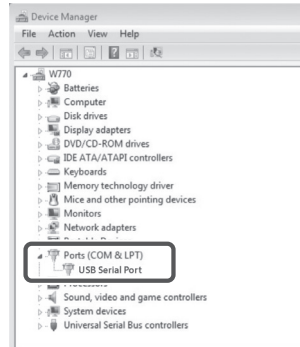 Device Manager
File Action View Help
W770
Batteries
Computer
Disk drives
Display adapters
DVD/CD-ROM drives
IDE ATA/ATAPI controllers
Keyboards
Memory technology driver
Mice and other pointing devices
Monitors
Network adapters
Ports (COM & LPT)
USB Serial Port
Processors
Sound, video and game controllers
System devices
Universal Serial Bus controllers